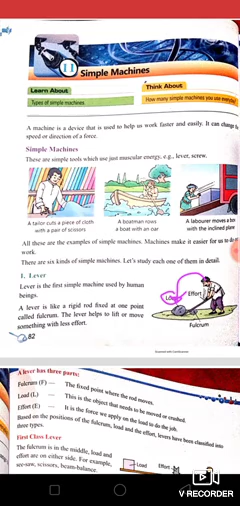 11
Simple Machines
Learn About
Types of simple machines.
Think About
How many simple machines you use everyday
A machine is a device that is used to help us work faster and easily. It can change
speed or direction of a force.
Simple Machines
These are simple tools which use just muscular energy, e.g., lever, screw.
A tailor cuts a piece of cloth
with a pair of scissors
A boatman rows
a boat with an oar
A labourer moves a box
with the inclined plane
All these are the examples of simple machines. Machines make it easier for us to do
work.
There are six kinds of simple machines. Let's study each one of them in detail.
1. Lever
Lever is the first simple machine used by human
beings.
A lever is like a rigid rod fixed at one point
called fulcrum. The lever helps to lift or move
something with less effort.
Load
Effort
Fulcrum
82
Scanned with CamScanner
A lever has three parts:
Fulcrum (F) — The fixed point where the rod moves.
Load (L) — This is the object that needs to be moved or crushed.
Effort (E) — It is the force we apply on the load to do the job.
Based on the positions of the fulcrum, load and the effort, levers have been classified into
three types.
First Class Lever
The fulcrum is in the middle, load and
effort are on either side. For example,
see-saw, scissors, beam-balance.
Load
Effort
V RECORDER